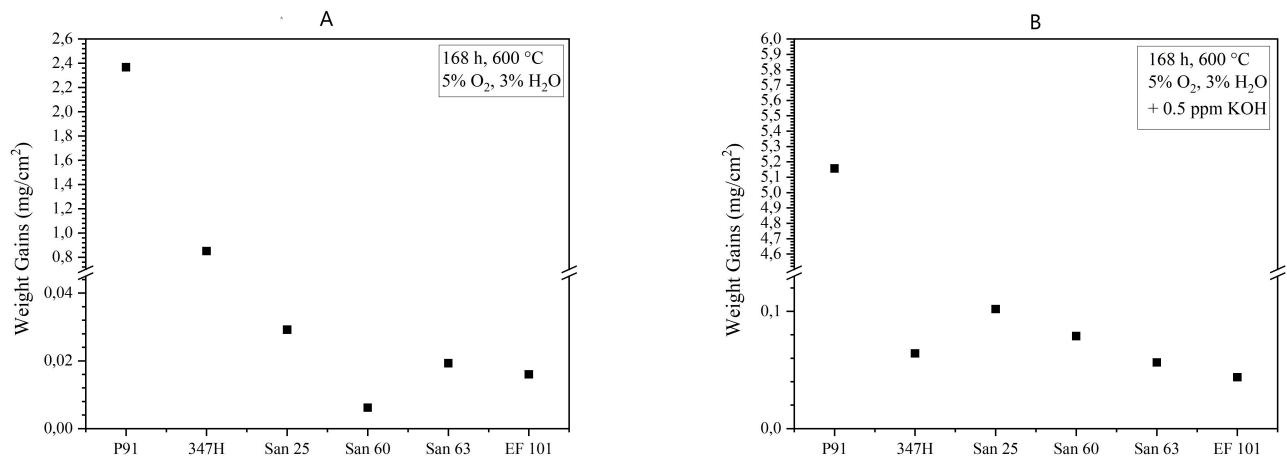 A
Weight Gains (mg/cm²)
2,6
2,4
2,2
2,0
1,8
1,6
1,4
1,2
1,0
0,8
0,04
0,02
0,00
168 h, 600 °C
5% O₂, 3% H₂O
P91 347H San 25 San 60 San 63 EF 101
B
Weight Gains (mg/cm²)
6,0
5,9
5,8
5,7
5,6
5,5
5,4
5,3
5,2
5,1
5,0
4,9
4,8
4,7
4,6
0,1
0,0
168 h, 600 °C
5% O₂, 3% H₂O
+ 0.5 ppm KOH
P91 347H San 25 San 60 San 63 EF 101